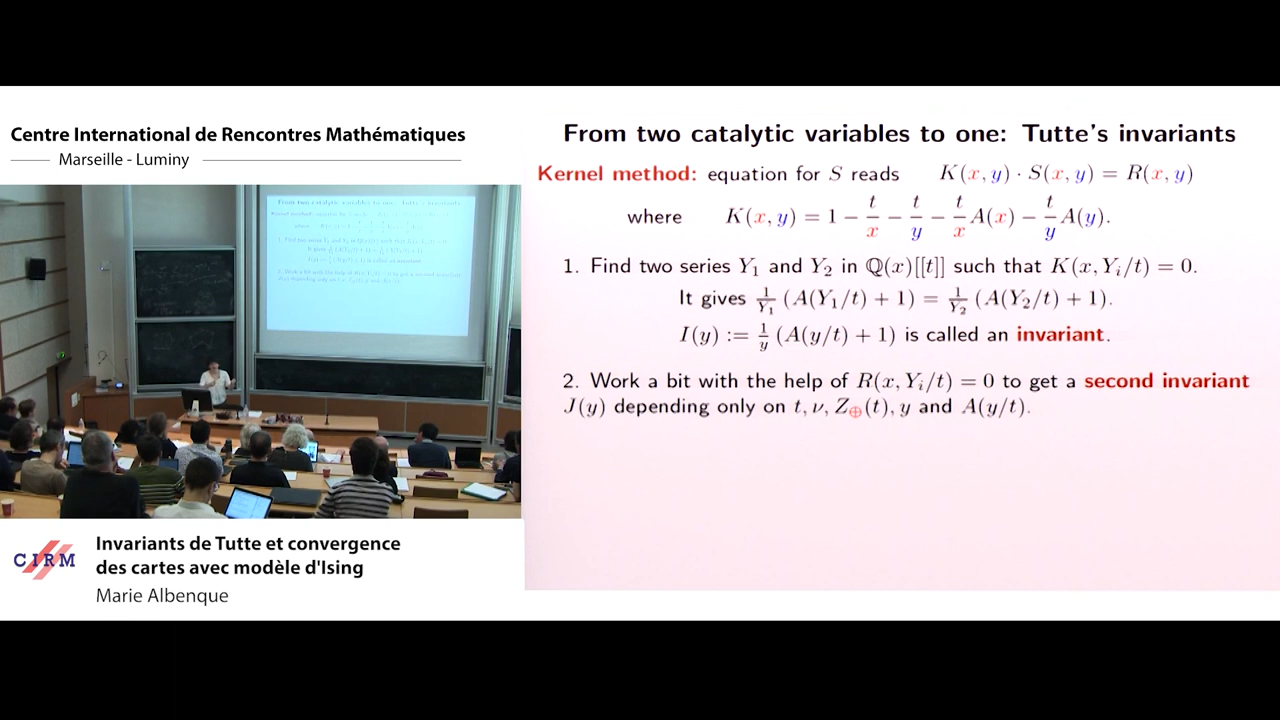 Centre International de Rencontres Mathématiques
Marseille - Luminy
From two catalytic variables to one: Tutte's invariants
Kernel method: equation for S reads K(x, y) · S(x, y) = R(x, y)
where K(x, y) = 1 − t/x − t/y − t/x A(x) − t/y A(y).
1. Find two series Y₁ and Y₂ in ℚ(x)[[t]] such that K(x, Yᵢ/t) = 0.
It gives 1/Y₁ (A(Y₁/t) + 1) = 1/Y₂ (A(Y₂/t) + 1).
I(y) := 1/y (A(y/t) + 1) is called an invariant.
2. Work a bit with the help of R(x, Yᵢ/t) = 0 to get a second invariant
J(y) depending only on t, ν, Z⊕(t), y and A(y/t).
CIRM
Invariants de Tutte et convergence
des cartes avec modèle d'Ising
Marie Albenque